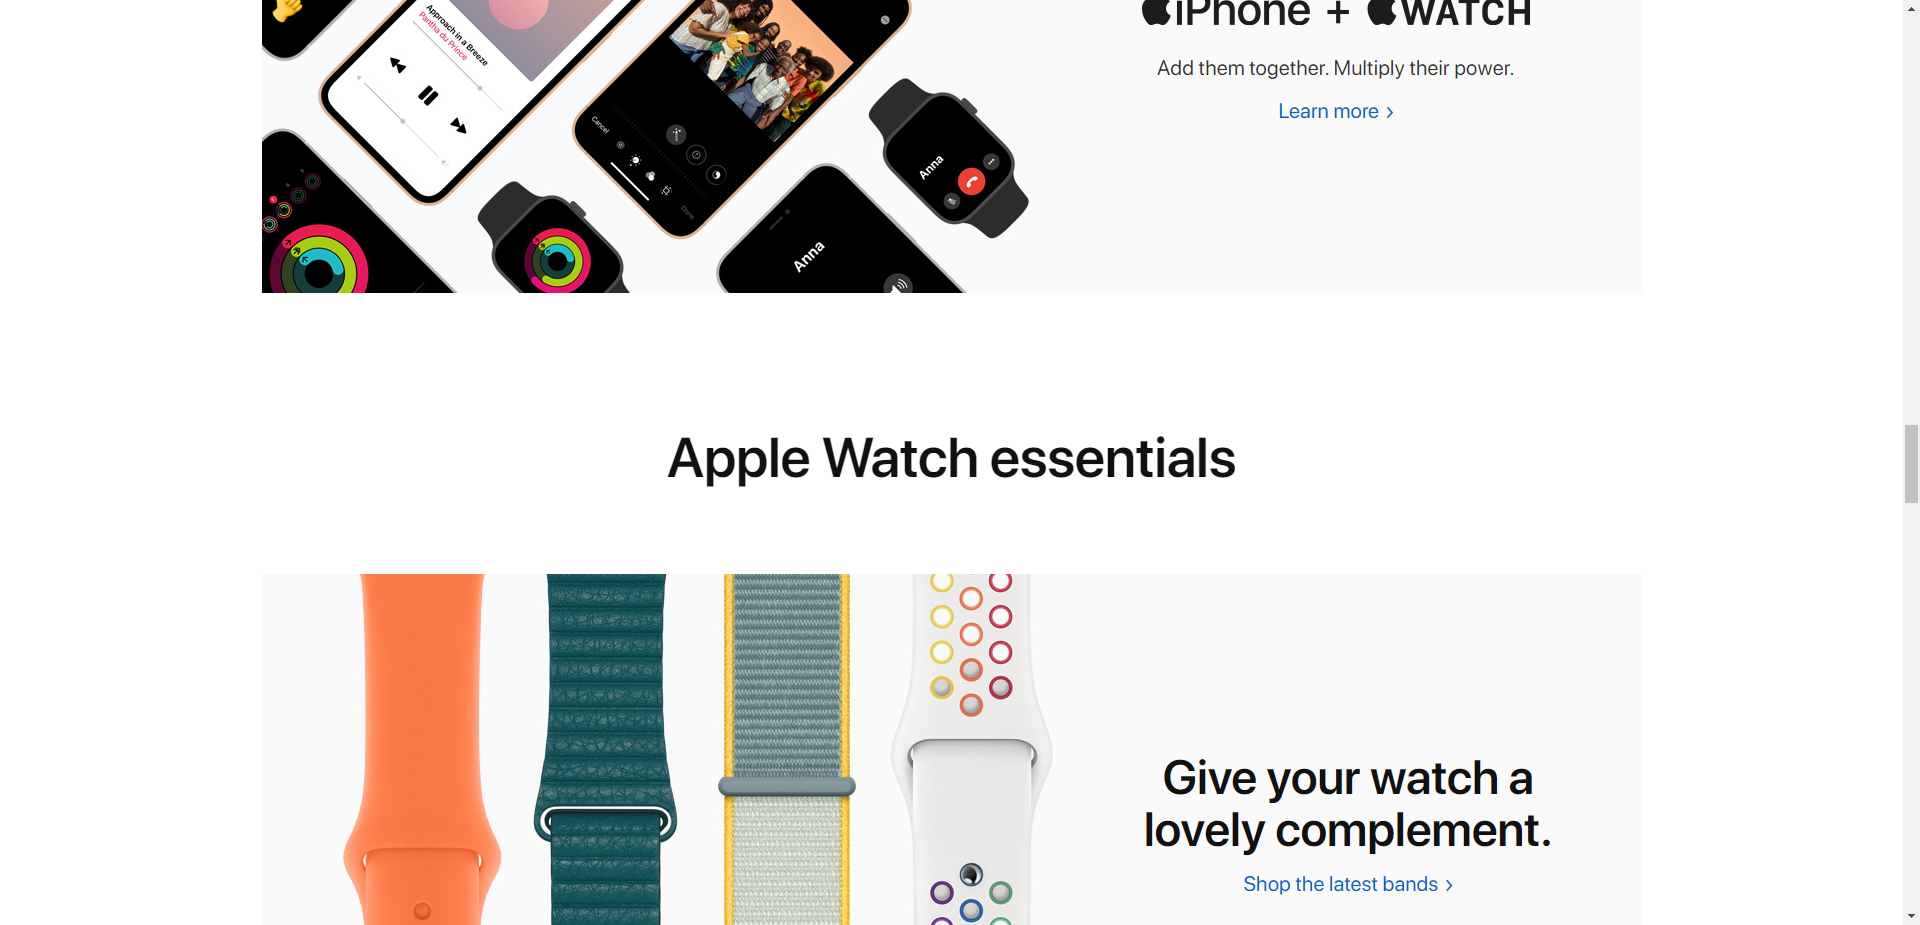 Approach in a Breeze
Pantha du Prince
Cancel
Done
Anna
Anna
iPhone + WATCH
Add them together. Multiply their power.
Learn more >
Apple Watch essentials
Give your watch a
lovely complement.
Shop the latest bands >